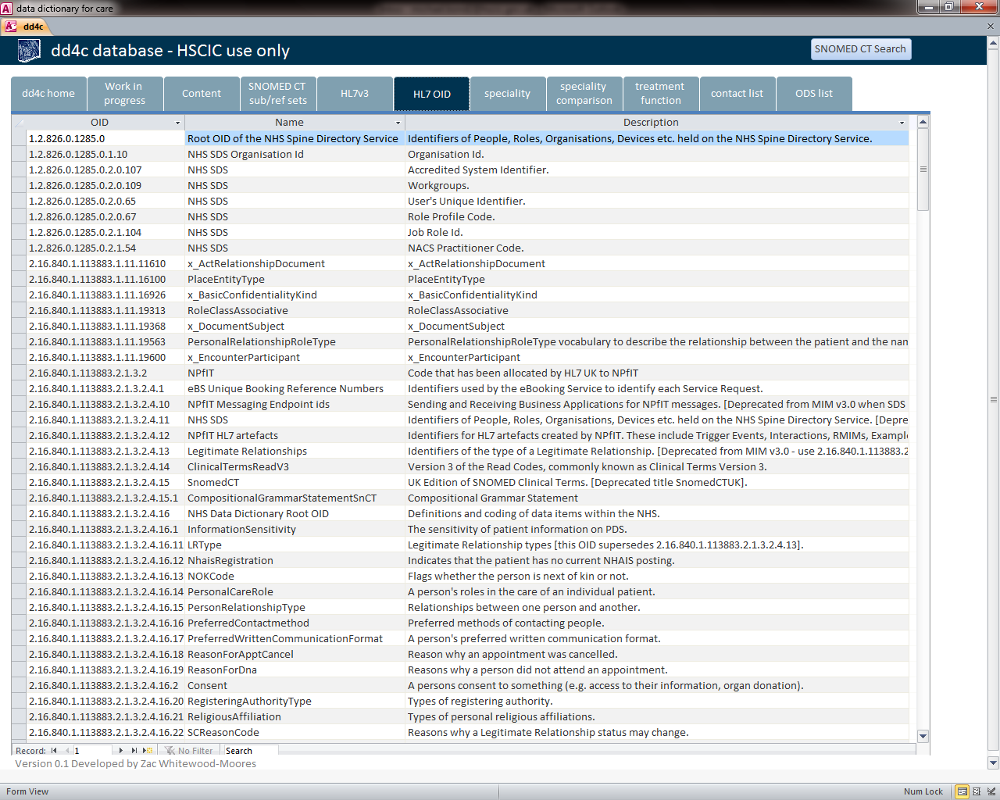 data dictionary for care
dd4c
dd4c database - HSCIC use only
SNOMED CT Search
dd4c home
Work in progress
Content
SNOMED CT sub/ref sets
HL7v3
HL7 OID
speciality
speciality comparison
treatment function
contact list
ODS list
OID Name Description
1.2.826.0.1285.0 Root OID of the NHS Spine Directory Service Identifiers of People, Roles, Organisations, Devices etc. held on the NHS Spine Directory Service.
1.2.826.0.1285.0.1.10 NHS SDS Organisation Id Organisation Id.
1.2.826.0.1285.0.2.0.107 NHS SDS Accredited System Identifier.
1.2.826.0.1285.0.2.0.109 NHS SDS Workgroups.
1.2.826.0.1285.0.2.0.65 NHS SDS User's Unique Identifier.
1.2.826.0.1285.0.2.0.67 NHS SDS Role Profile Code.
1.2.826.0.1285.0.2.1.104 NHS SDS Job Role Id.
1.2.826.0.1285.0.2.1.54 NHS SDS NACS Practitioner Code.
2.16.840.1.113883.1.11.11610 x_ActRelationshipDocument x_ActRelationshipDocument
2.16.840.1.113883.1.11.16100 PlaceEntityType PlaceEntityType
2.16.840.1.113883.1.11.16926 x_BasicConfidentialityKind x_BasicConfidentialityKind
2.16.840.1.113883.1.11.19313 RoleClassAssociative RoleClassAssociative
2.16.840.1.113883.1.11.19368 x_DocumentSubject x_DocumentSubject
2.16.840.1.113883.1.11.19563 PersonalRelationshipRoleType PersonalRelationshipRoleType vocabulary to describe the relationship between the patient and the nam
2.16.840.1.113883.1.11.19600 x_EncounterParticipant x_EncounterParticipant
2.16.840.1.113883.2.1.3.2 NPfIT Code that has been allocated by HL7 UK to NPfIT
2.16.840.1.113883.2.1.3.2.4.1 eBS Unique Booking Reference Numbers Identifiers used by the eBooking Service to identify each Service Request.
2.16.840.1.113883.2.1.3.2.4.10 NPfIT Messaging Endpoint ids Sending and Receiving Business Applications for NPfIT messages. [Deprecated from MIM v3.0 when SDS
2.16.840.1.113883.2.1.3.2.4.11 NHS SDS Identifiers of People, Roles, Organisations, Devices etc. held on the NHS Spine Directory Service. [Depre
2.16.840.1.113883.2.1.3.2.4.12 NPfIT HL7 artefacts Identifiers for HL7 artefacts created by NPfIT. These include Trigger Events, Interactions, RMIMs, Exampl
2.16.840.1.113883.2.1.3.2.4.13 Legitimate Relationships Identifiers of the type of a Legitimate Relationship. [Deprecated from MIM v3.0 - use 2.16.840.1.113883.2
2.16.840.1.113883.2.1.3.2.4.14 ClinicalTermsReadV3 Version 3 of the Read Codes, commonly known as Clinical Terms Version 3.
2.16.840.1.113883.2.1.3.2.4.15 SnomedCT UK Edition of SNOMED Clinical Terms. [Deprecated title SnomedCTUK].
2.16.840.1.113883.2.1.3.2.4.15.1 CompositionalGrammarStatementSnCT Compositional Grammar Statement
2.16.840.1.113883.2.1.3.2.4.16 NHS Data Dictionary Root OID Definitions and coding of data items within the NHS.
2.16.840.1.113883.2.1.3.2.4.16.1 InformationSensitivity The sensitivity of patient information on PDS.
2.16.840.1.113883.2.1.3.2.4.16.11 LRType Legitimate Relationship types [this OID supersedes 2.16.840.1.113883.2.1.3.2.4.13].
2.16.840.1.113883.2.1.3.2.4.16.12 NhaisRegistration Indicates that the patient has no current NHAIS posting.
2.16.840.1.113883.2.1.3.2.4.16.13 NOKCode Flags whether the person is next of kin or not.
2.16.840.1.113883.2.1.3.2.4.16.14 PersonalCareRole A person's roles in the care of an individual patient.
2.16.840.1.113883.2.1.3.2.4.16.15 PersonRelationshipType Relationships between one person and another.
2.16.840.1.113883.2.1.3.2.4.16.16 PreferredContactmethod Preferred methods of contacting people.
2.16.840.1.113883.2.1.3.2.4.16.17 PreferredWrittenCommunicationFormat A person's preferred written communication format.
2.16.840.1.113883.2.1.3.2.4.16.18 ReasonForApptCancel Reason why an appointment was cancelled.
2.16.840.1.113883.2.1.3.2.4.16.19 ReasonForDna Reasons why a person did not attend an appointment.
2.16.840.1.113883.2.1.3.2.4.16.2 Consent A persons consent to something (e.g. access to their information, organ donation).
2.16.840.1.113883.2.1.3.2.4.16.20 RegisteringAuthorityType Types of registering authority.
2.16.840.1.113883.2.1.3.2.4.16.21 ReligiousAffiliation Types of personal religious affiliations.
2.16.840.1.113883.2.1.3.2.4.16.22 SCReasonCode Reasons why a Legitimate Relationship status may change.
Record: 1 No Filter Search
Version 0.1 Developed by Zac Whitewood-Moores
Form View Num Lock